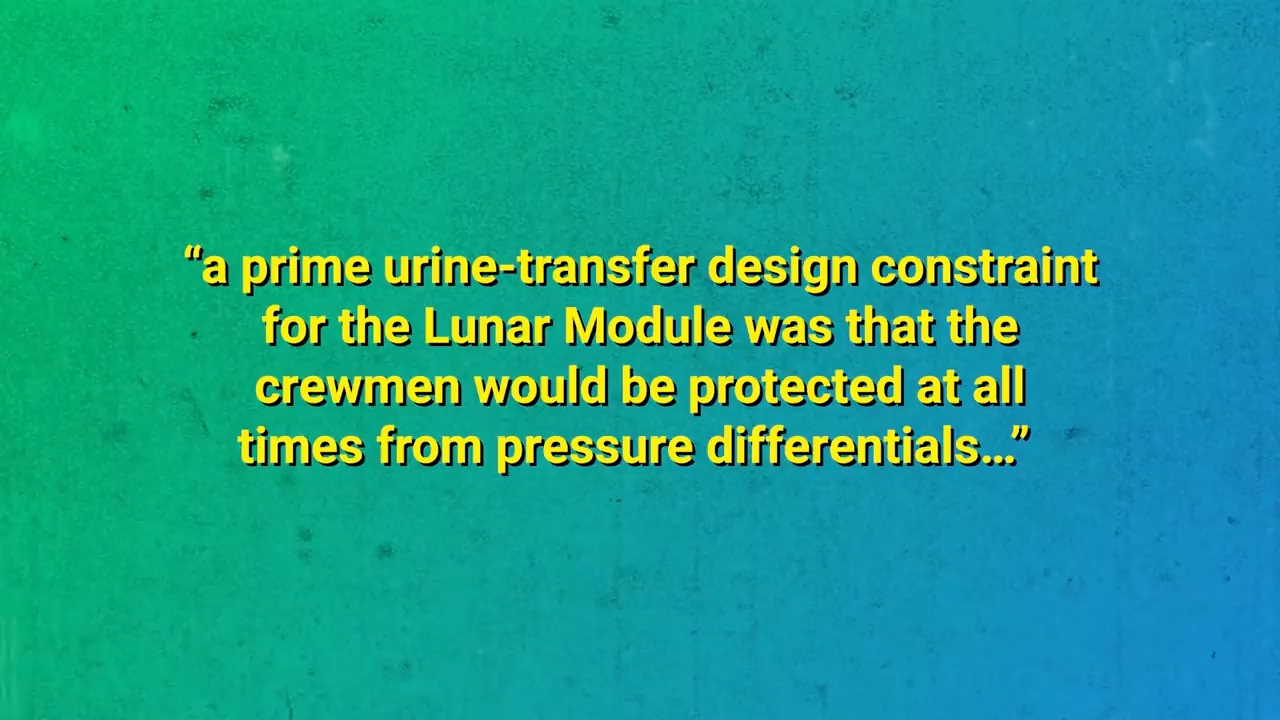 “a prime urine-transfer design constraint
for the Lunar Module was that the
crewmen would be protected at all
times from pressure differentials…”